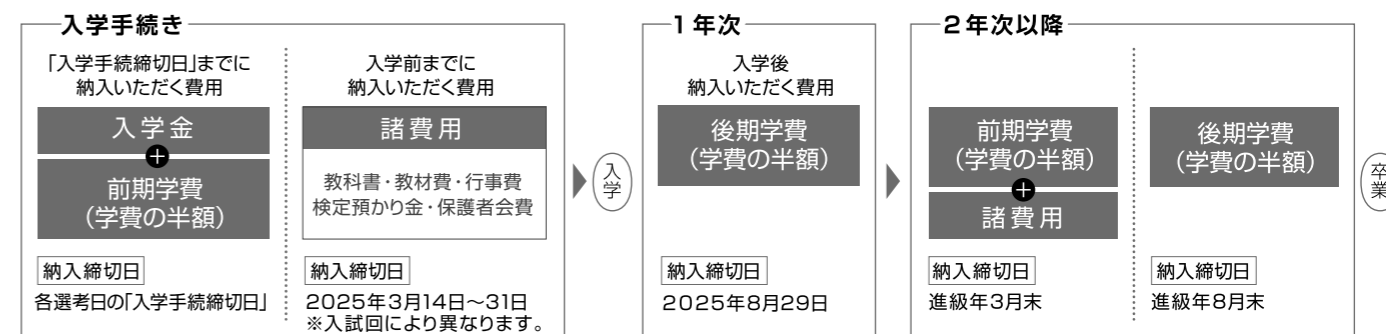 入学手続き
「入学手続締切日」までに
納入いただく費用
入学金
+
前期学費
(学費の半額)
納入締切日
各選考日の「入学手続締切日」
入学前までに
納入いただく費用
諸費用
教科書・教材費・行事費
検定預かり金・保護者会費
納入締切日
2025年3月14日～31日
※入試回により異なります。
入学
1年次
入学後
納入いただく費用
後期学費
(学費の半額)
納入締切日
2025年8月29日
2年次以降
前期学費
(学費の半額)
+
諸費用
納入締切日
進級年3月末
後期学費
(学費の半額)
納入締切日
進級年8月末
卒業